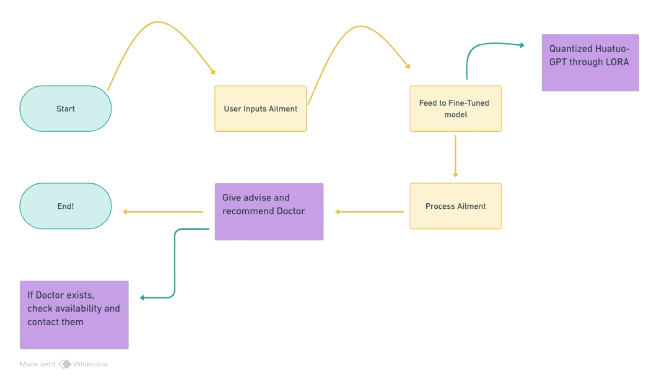 Quantized Huatuo-
GPT through LORA
Start
User Inputs Ailment
Feed to Fine-Tuned
model
End!
Give advise and
recommend Doctor
Process Ailment
If Doctor exists,
check availability and
contact them
Made with Whimsical